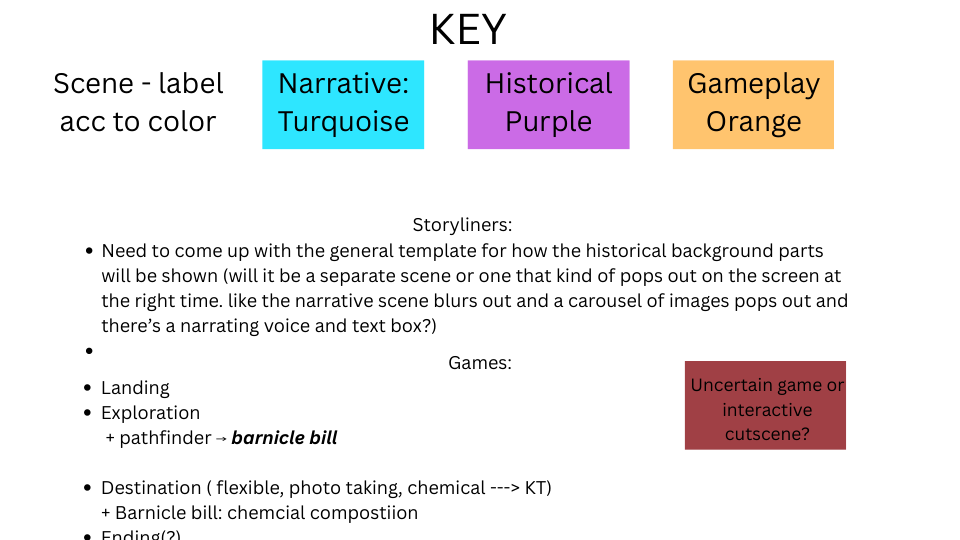 KEY
Scene - label
acc to color
Narrative:
Turquoise
Historical
Purple
Gameplay
Orange
Storyliners:
• Need to come up with the general template for how the historical background parts
will be shown (will it be a separate scene or one that kind of pops out on the screen at
the right time. like the narrative scene blurs out and a carousel of images pops out and
there's a narrating voice and text box?)
•
Games:
• Landing
• Exploration
+ pathfinder → barnicle bill
Uncertain game or
interactive
cutscene?
• Destination ( flexible, photo taking, chemical ---> KT)
+ Barnicle bill: chemcial compostiion
• Ending(?)